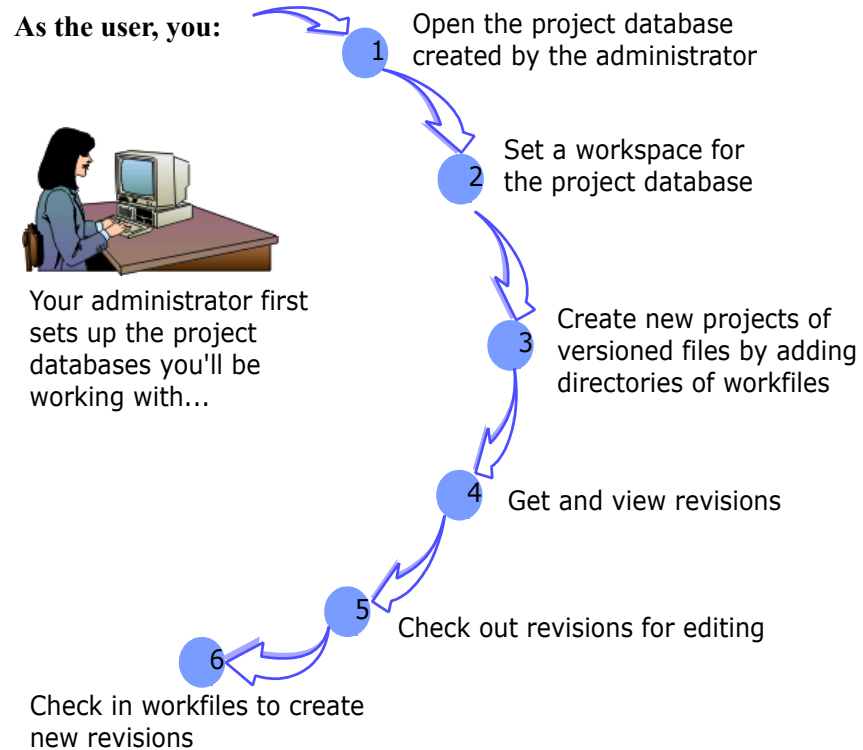 As the user, you:
1
Open the project database
created by the administrator
2
Set a workspace for
the project database
Your administrator first
sets up the project
databases you'll be
working with...
3
Create new projects of
versioned files by adding
directories of workfiles
4
Get and view revisions
5
Check out revisions for editing
6
Check in workfiles to create
new revisions